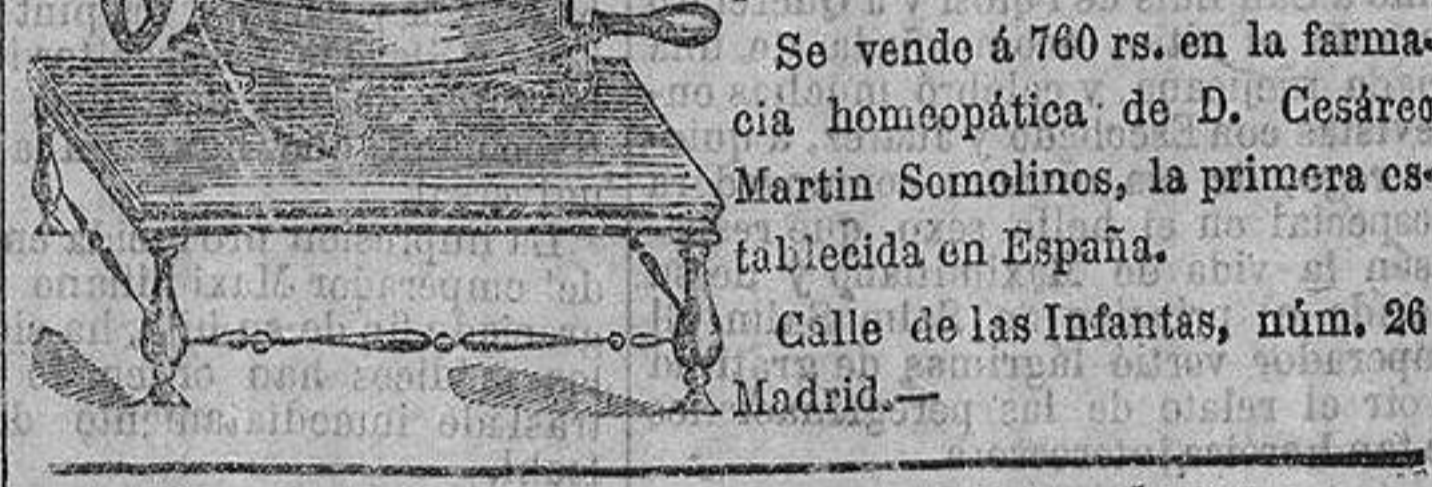 Se vende á 760 rs. en la farma-
cia homeopática de D. Cesáreo
Martin Somolinos, la primera es-
tablecida en España.
Calle de las Infantas, núm. 26
Madrid.—